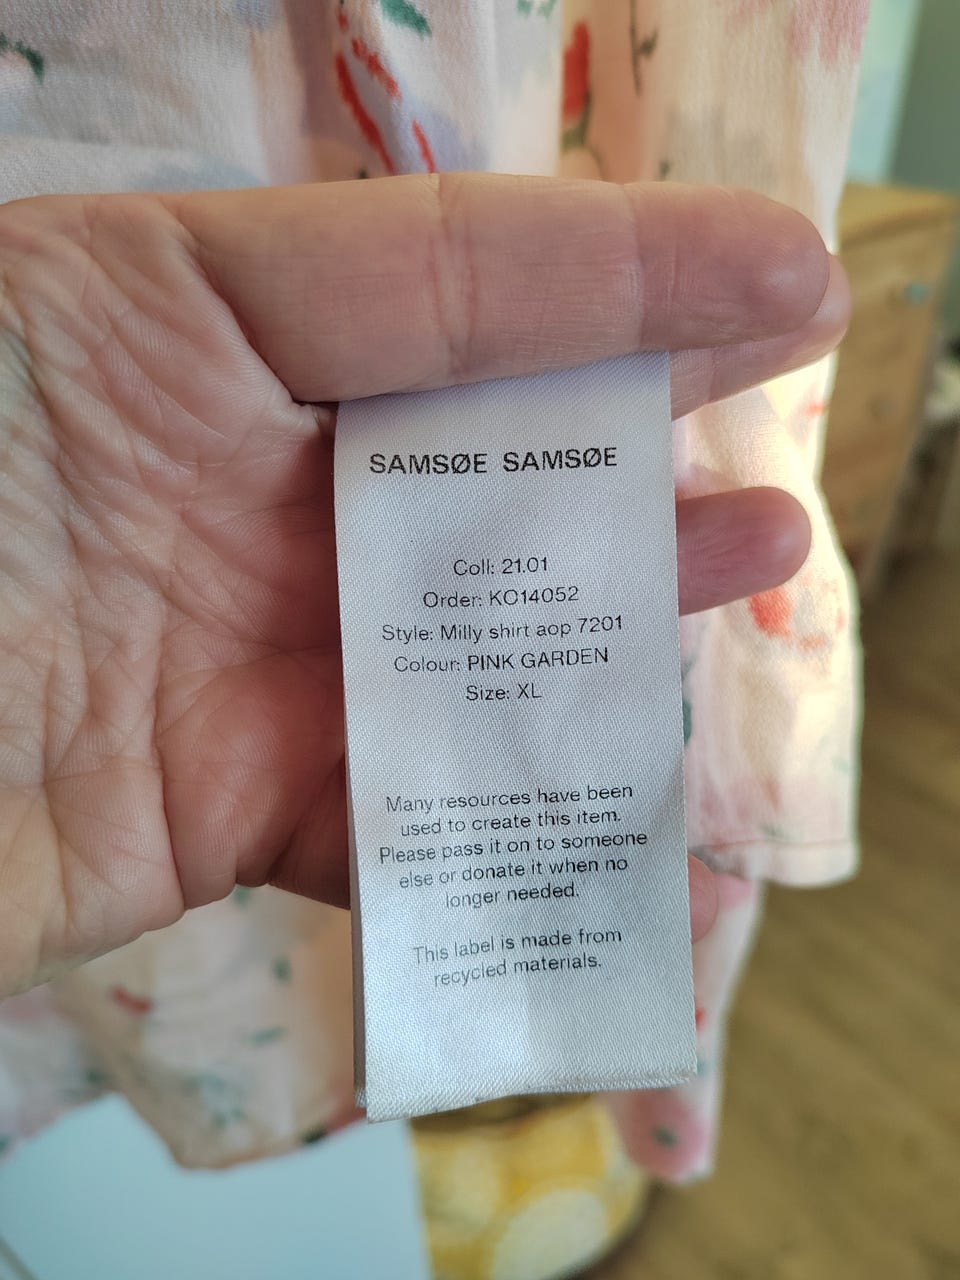 SAMSØE SAMSØE
Coll: 21.01
Order: KO14052
Style: Milly shirt aop 7201
Colour: PINK GARDEN
Size: XL
Many resources have been
used to create this item.
Please pass it on to someone
else or donate it when no
longer needed.
This label is made from
recycled materials.